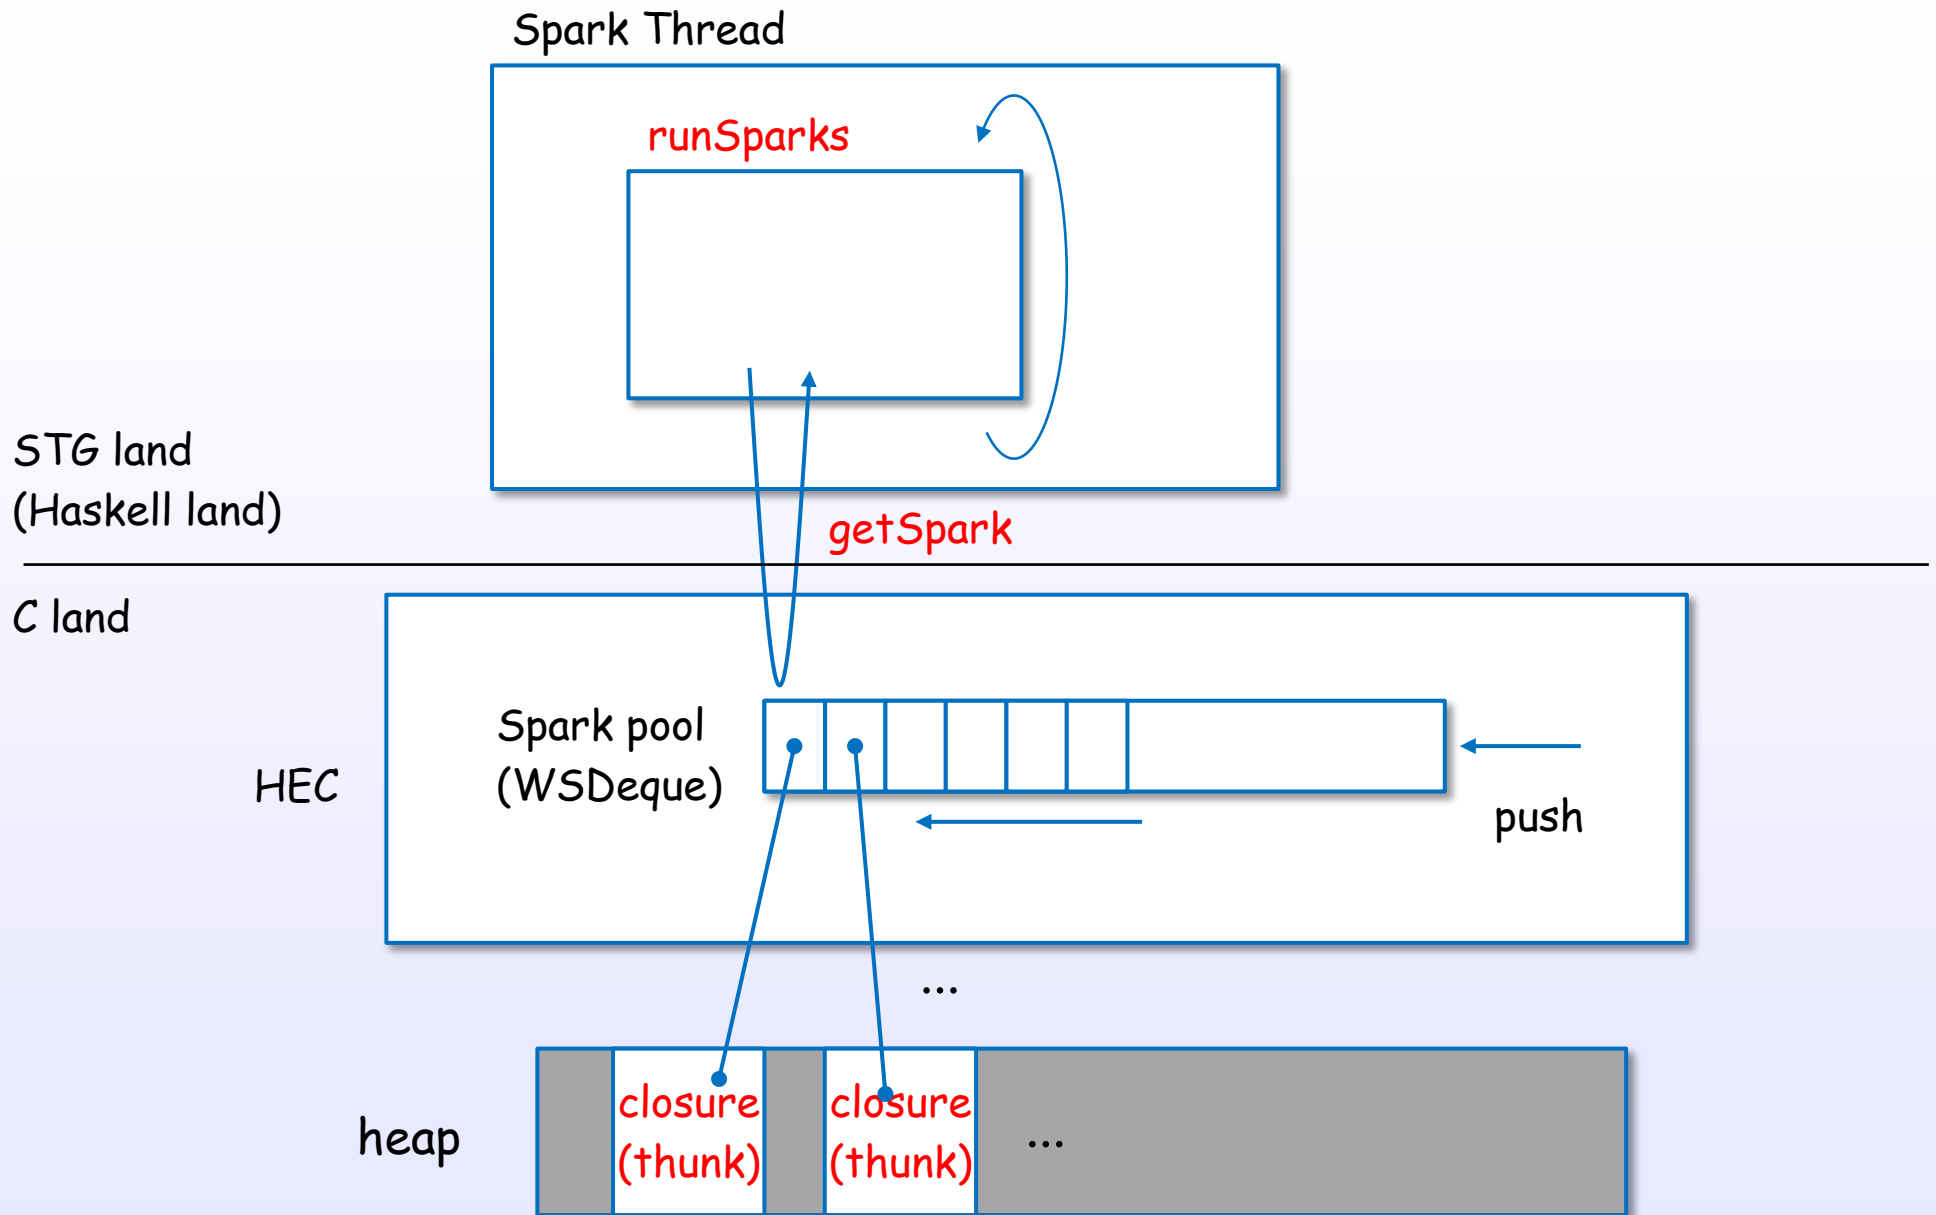 Spark Thread
runSparks
STG land
(Haskell land)
getSpark
C land
Spark pool
(WSDeque)
HEC
push
...
closure
(thunk)
closure
(thunk)
...
heap